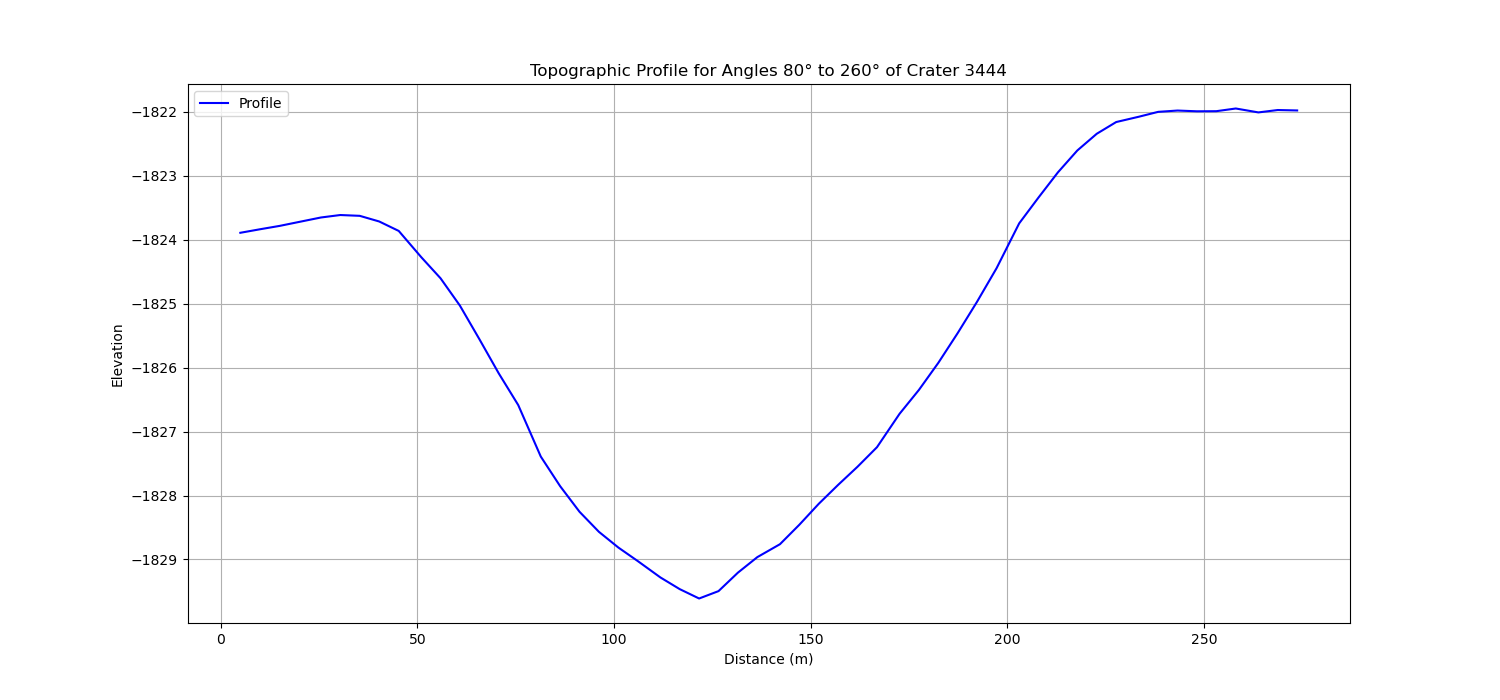 Topographic Profile for Angles 80° to 260° of Crater 3444
Profile
−1822
−1823
−1824
−1825
−1826
−1827
−1828
−1829
Elevation
0 50 100 150 200 250
Distance (m)